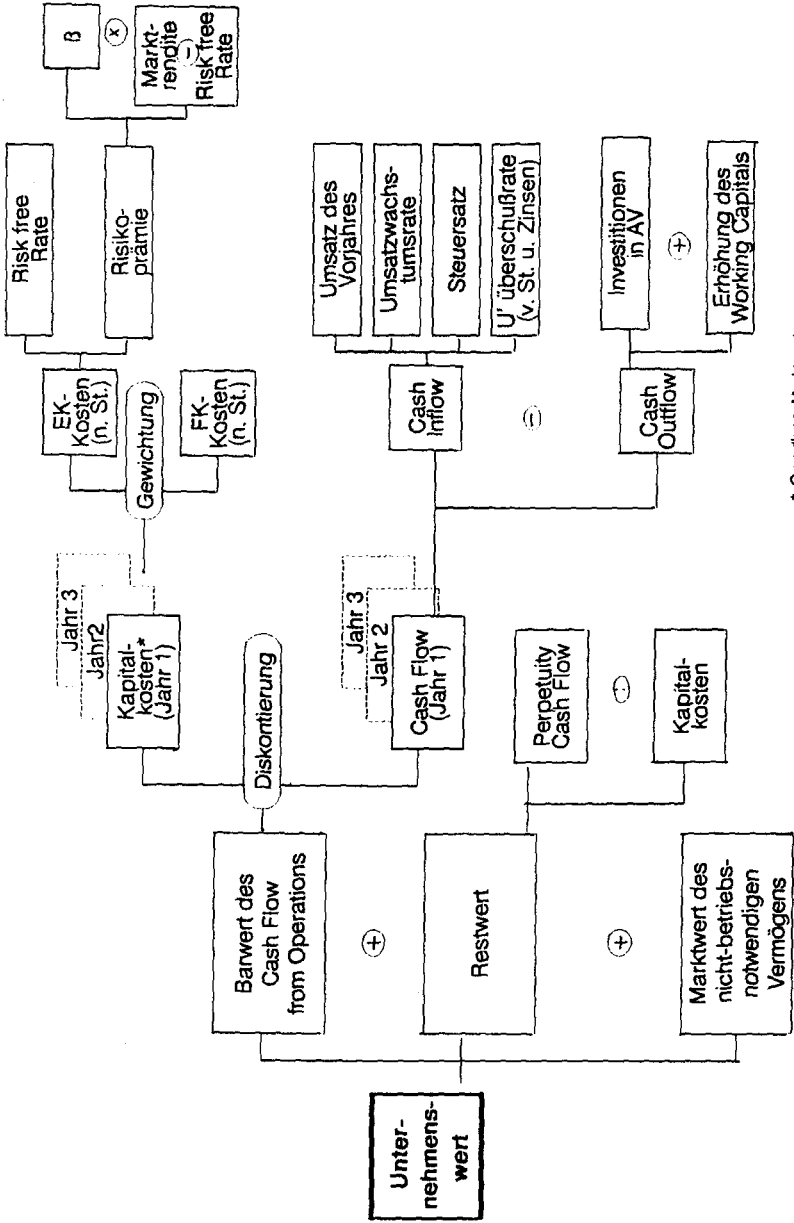 Unter-
nehmens-
wert
Barwert des
Cash Flow
from Operations
+
Restwert
+
Marktwert des
nicht-betriebs-
notwendigen
Vermögens
Diskontierung
Jahr 3
Jahr2
Kapital-
kosten*
(Jahr 1)
Jahr 3
Jahr 2
Cash Flow
(Jahr 1)
Perpetuity
Cash Flow
:
Kapital-
kosten
EK-
Kosten
(n. St.)
Gewichtung
FK-
Kosten
(n. St.)
Risk free
Rate
Risiko-
prämie
ß
x
Markt-
rendite
−
Risk free
Rate
Cash
Inflow
−
Cash
Outflow
Umsatz des
Vorjahres
Umsatzwachs-
tumsrate
Steuersatz
U' überschußrate
(v. St. u. Zinsen)
Investitionen
in AV
+
Erhöhung des
Working Capitals